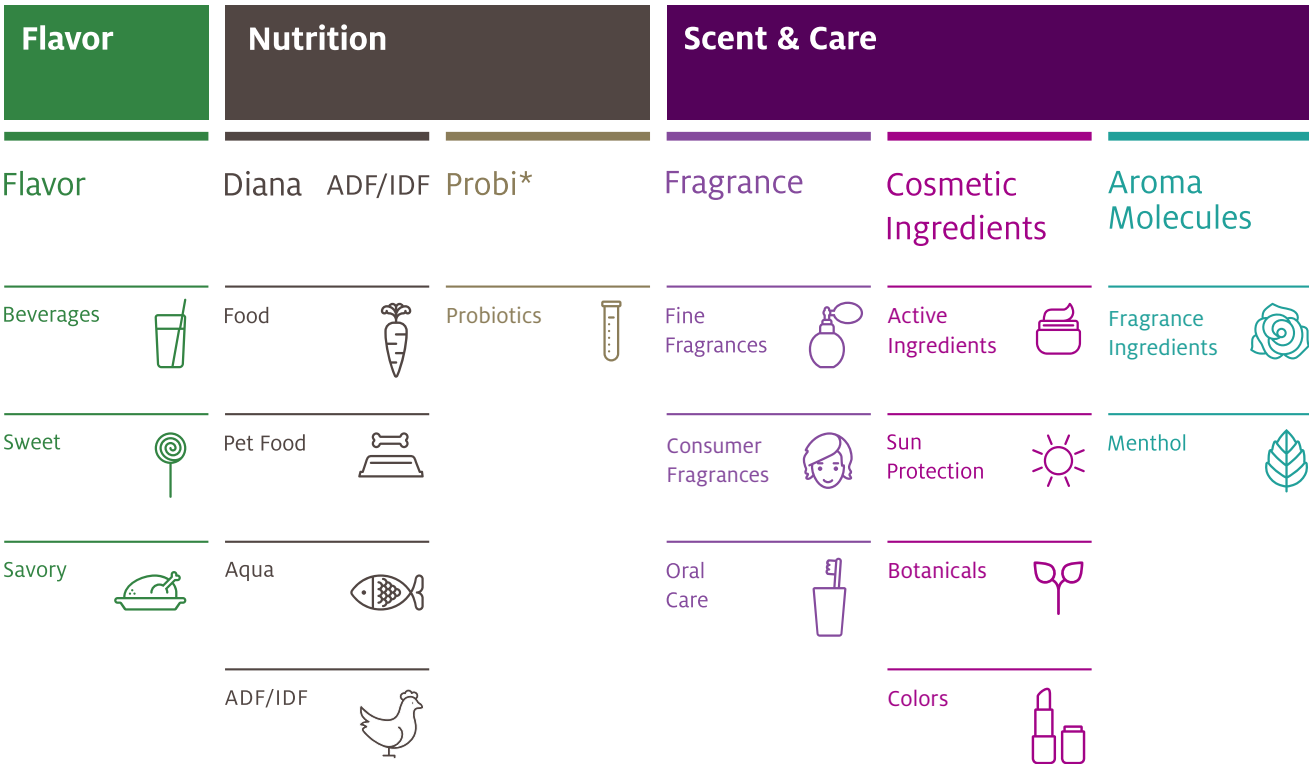 Flavor
Nutrition
Scent & Care
Flavor
Diana ADF/IDF
Probi*
Fragrance
Cosmetic
Ingredients
Aroma
Molecules
Beverages
Food
Probiotics
Fine
Fragrances
Active
Ingredients
Fragrance
Ingredients
Sweet
Pet Food
Consumer
Fragrances
Sun
Protection
Menthol
Savory
Aqua
Oral
Care
Botanicals
ADF/IDF
Colors